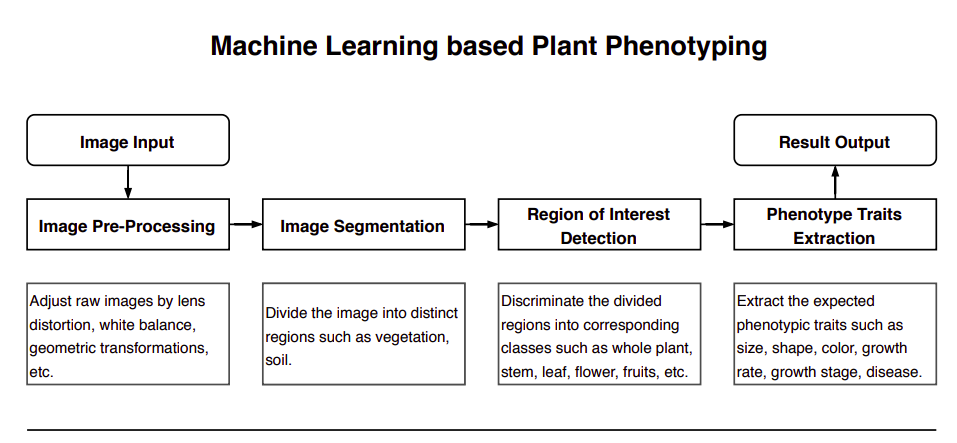 Machine Learning based Plant Phenotyping
Image Input
Result Output
Image Pre-Processing
Image Segmentation
Region of Interest
Detection
Phenotype Traits
Extraction
Adjust raw images by lens
distortion, white balance,
geometric transformations,
etc.
Divide the image into distinct
regions such as vegetation,
soil.
Discriminate the divided
regions into corresponding
classes such as whole plant,
stem, leaf, flower, fruits, etc.
Extract the expected
phenotypic traits such as
size, shape, color, growth
rate, growth stage, disease.